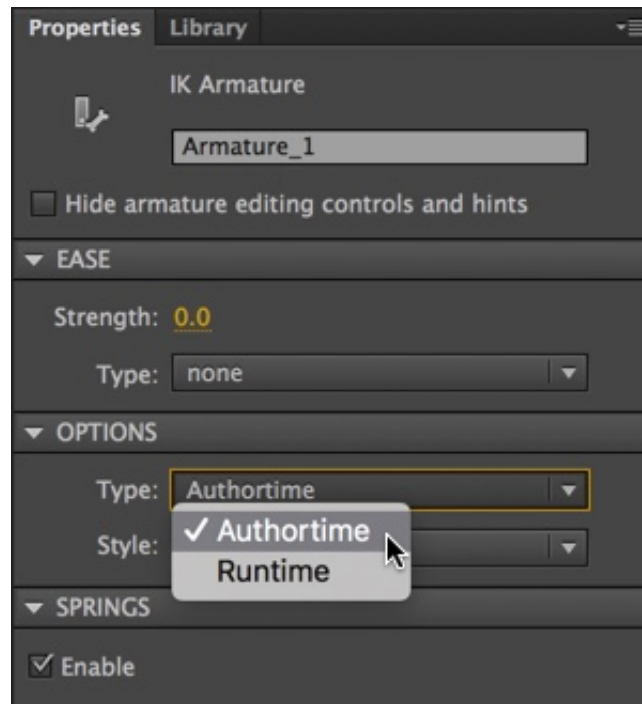 Properties Library
IK Armature
Armature_1
Hide armature editing controls and hints
EASE
Strength: 0.0
Type: none
OPTIONS
Type: Authortime
✓ Authortime
Style:
Runtime
SPRINGS
Enable